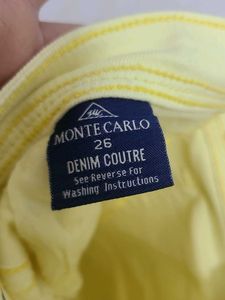 MONTE CARLO
26
DENIM COUTRE
See Reverse For
Washing Instructions